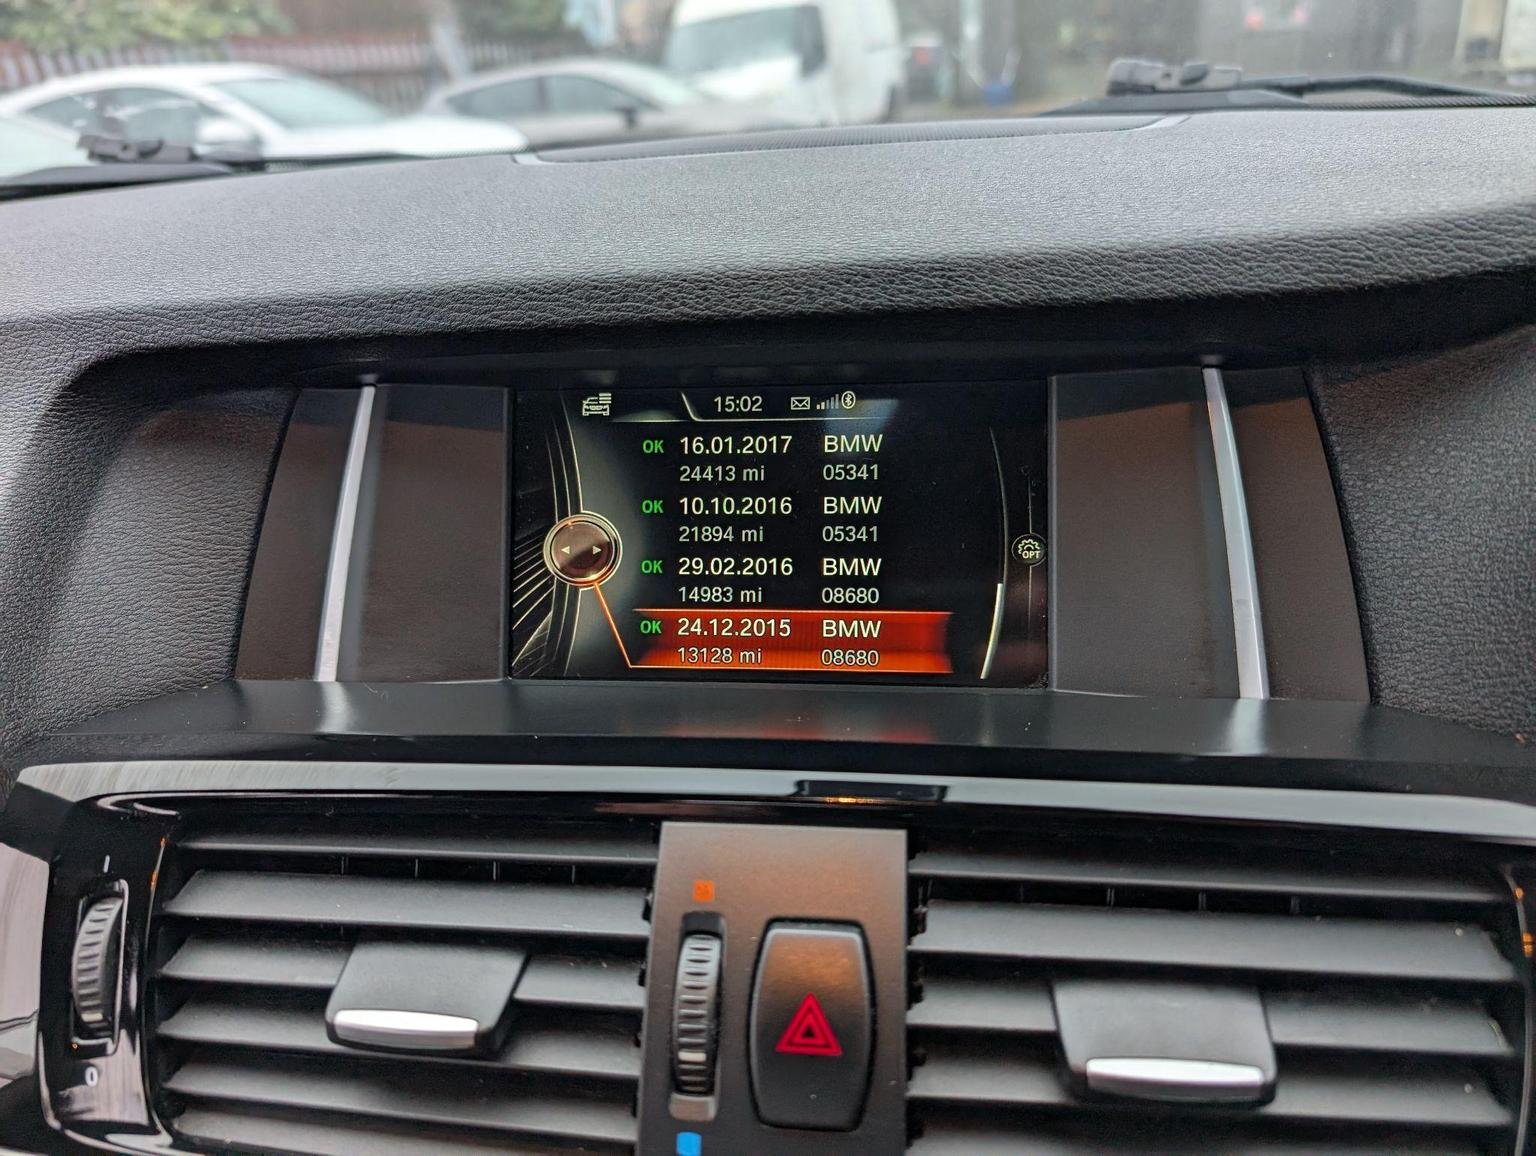 15:02
OK 16.01.2017 BMW
24413 mi 05341
OK 10.10.2016 BMW
21894 mi 05341
OK 29.02.2016 BMW
14983 mi 08680
OK 24.12.2015 BMW
13128 mi 08680
OPT
I
0